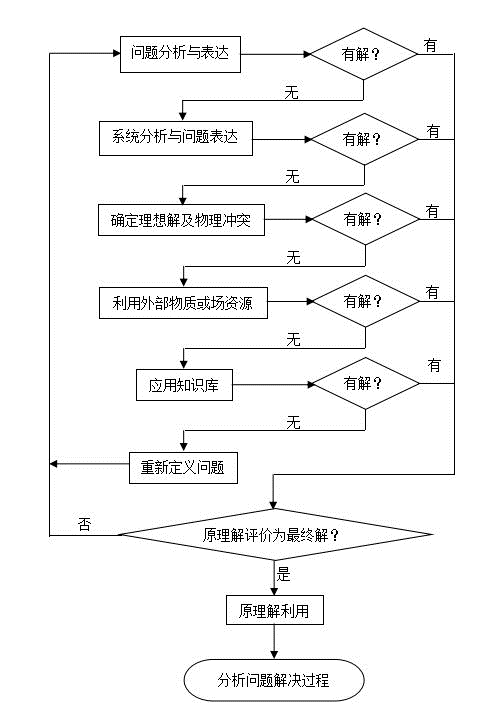 问题分析与表达
有解？
有
无
系统分析与问题表达
有解？
有
无
确定理想解及物理冲突
有解？
有
无
利用外部物质或场资源
有解？
有
无
应用知识库
有解？
有
无
重新定义问题
否
原理解评价为最终解？
是
原理解利用
分析问题解决过程